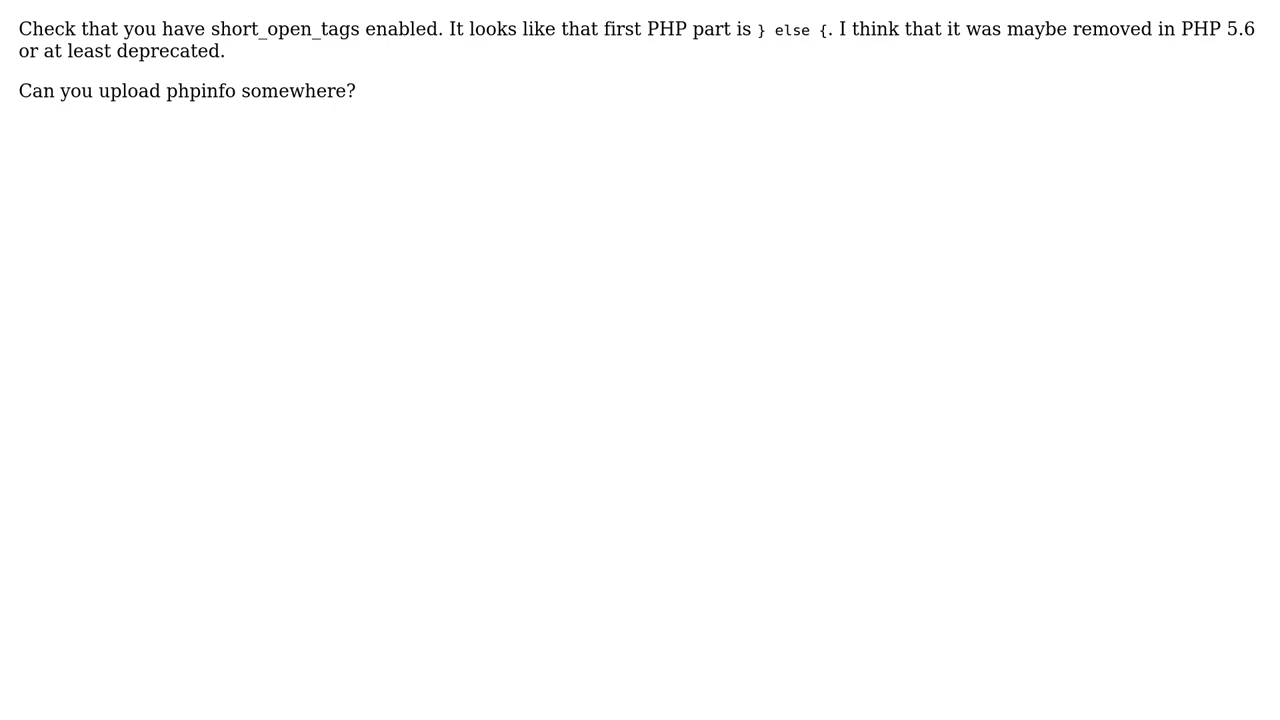 Check that you have short_open_tags enabled. It looks like that first PHP part is } else {. I think that it was maybe removed in PHP 5.6
or at least deprecated.
Can you upload phpinfo somewhere?